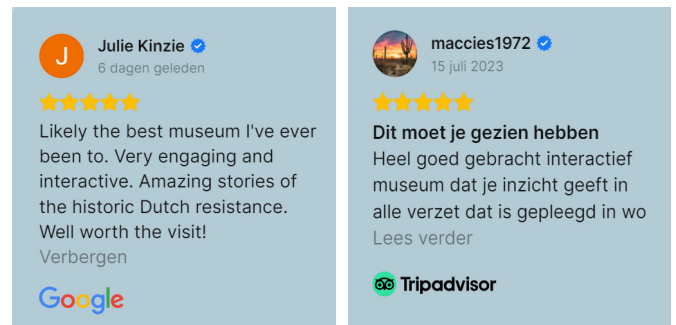 J
Julie Kinzie
6 dagen geleden
Likely the best museum I've ever
been to. Very engaging and
interactive. Amazing stories of
the historic Dutch resistance.
Well worth the visit!
Verbergen
Google
maccies1972
15 juli 2023
Dit moet je gezien hebben
Heel goed gebracht interactief
museum dat je inzicht geeft in
alle verzet dat is gepleegd in wo
Lees verder
Tripadvisor